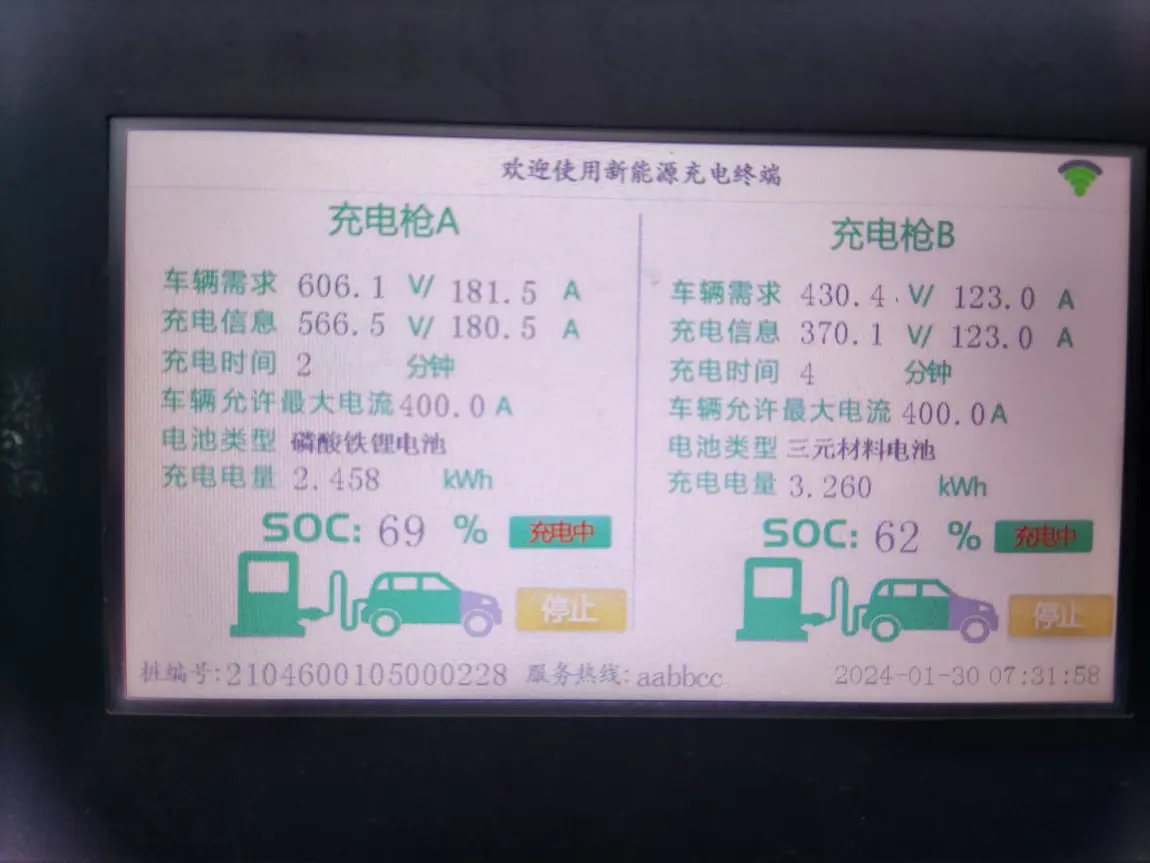 欢迎使用新能源充电终端
充电枪A
车辆需求 606.1 V/ 181.5 A
充电信息 566.5 V/ 180.5 A
充电时间 2 分钟
车辆允许最大电流 400.0 A
电池类型 磷酸铁锂电池
充电电量 2.458 kWh
SOC: 69 % 充电中
停止
充电枪B
车辆需求 430.4 V/ 123.0 A
充电信息 370.1 V/ 123.0 A
充电时间 4 分钟
车辆允许最大电流 400.0 A
电池类型 三元材料电池
充电电量 3.260 kWh
SOC: 62 % 充电中
停止
桩编号:2104600105000228 服务热线:aabbcc 2024-01-30 07:31:58